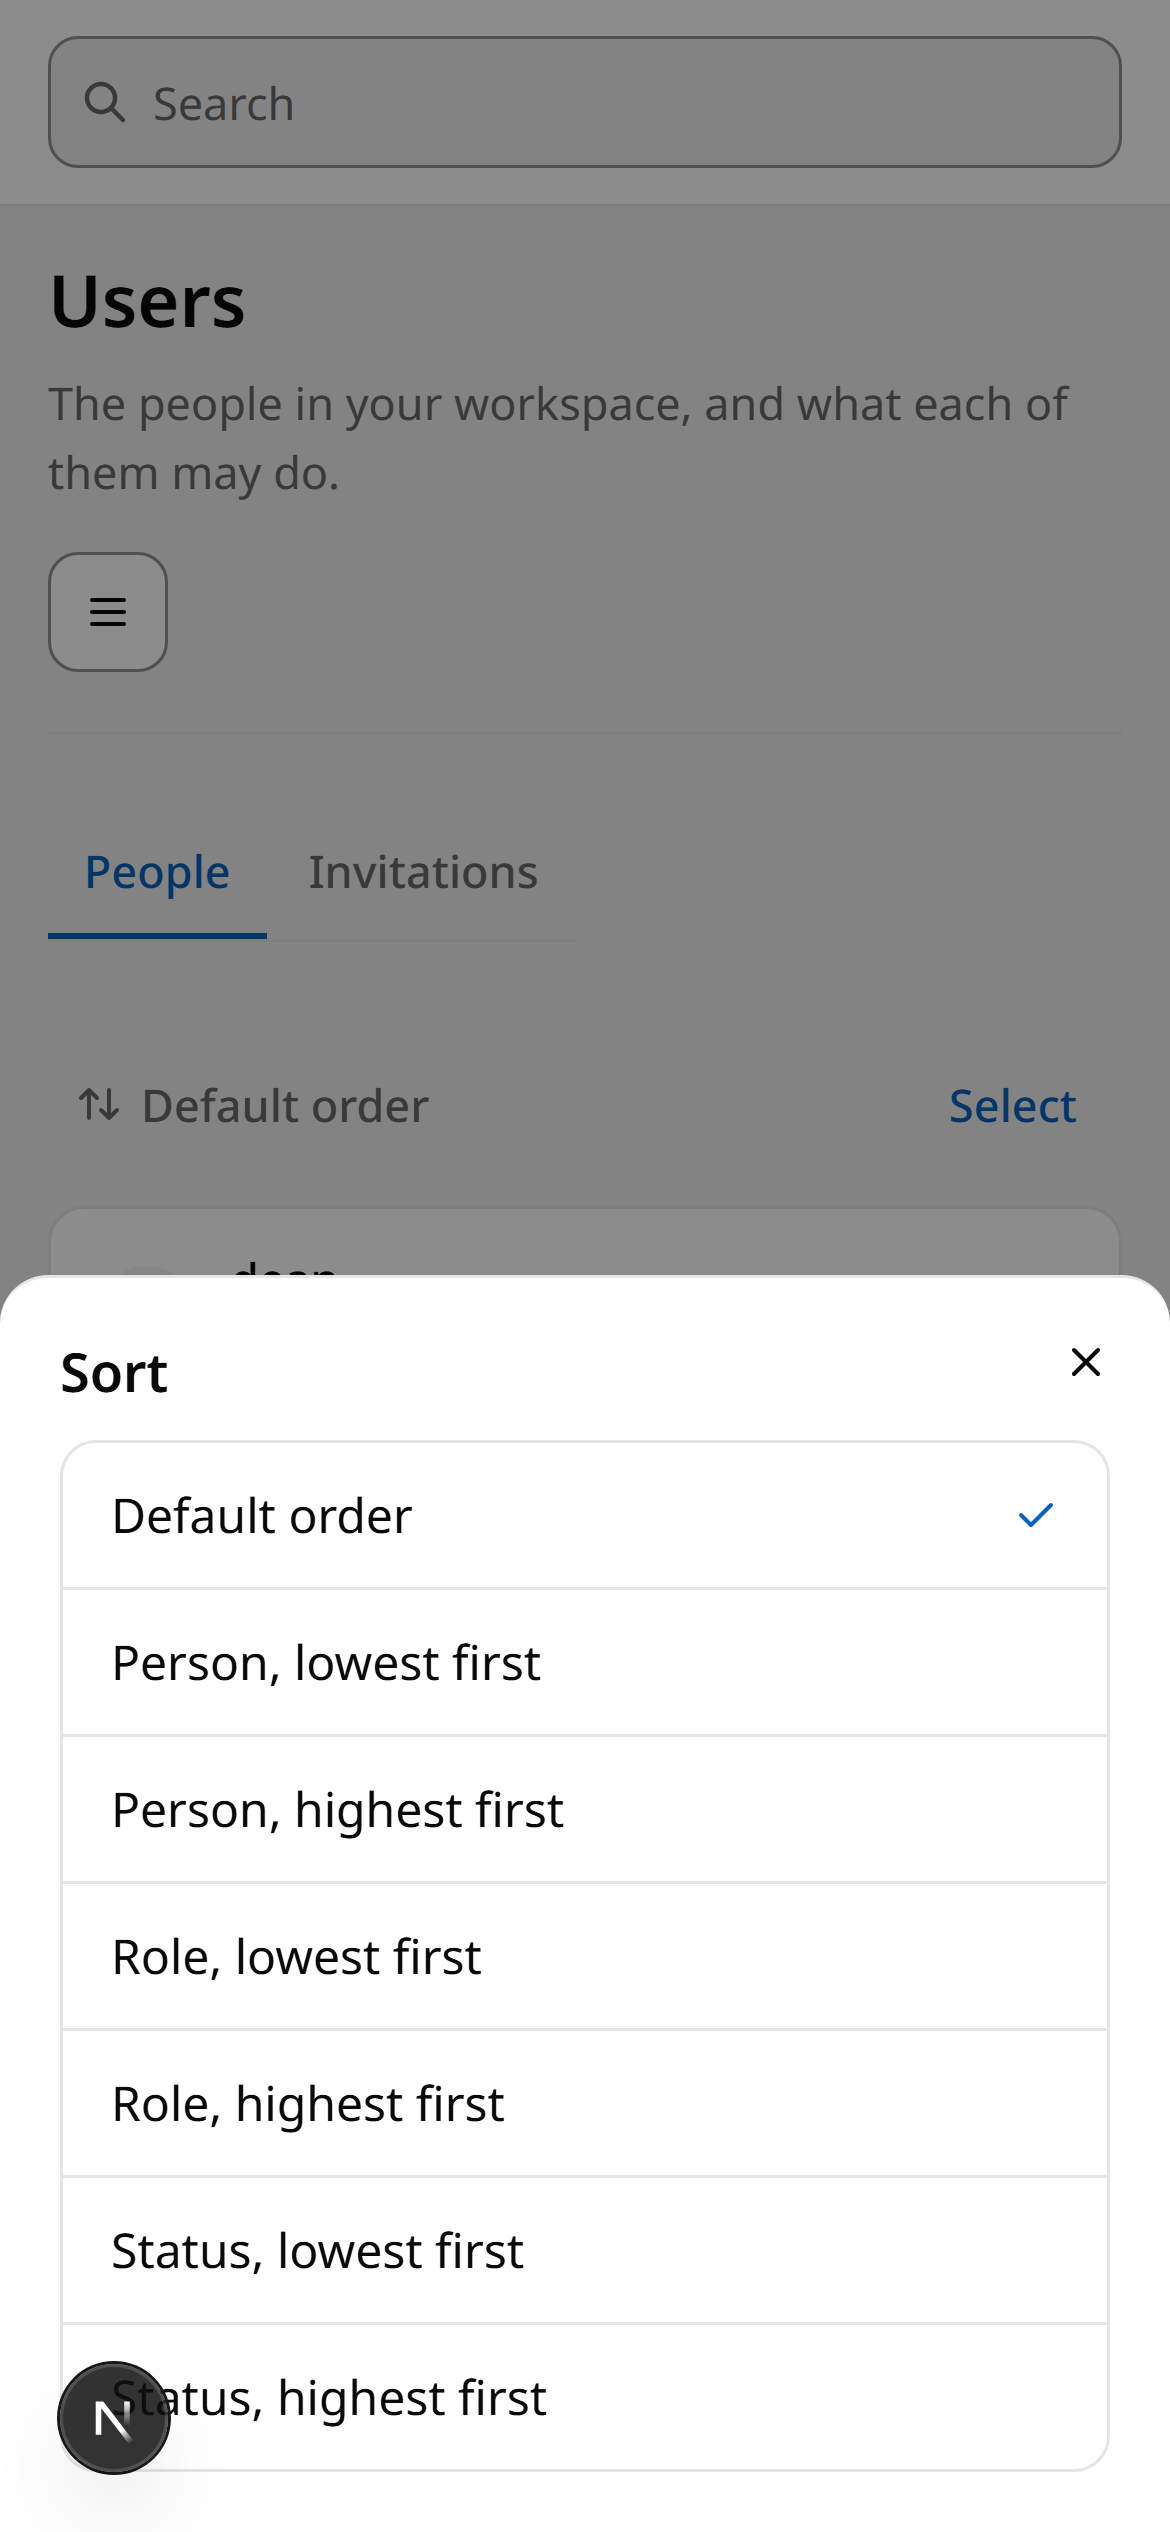 Search
Users
The people in your workspace, and what each of
them may do.
People
Invitations
Default order
Select
dean
Sort
Default order
Person, lowest first
Person, highest first
Role, lowest first
Role, highest first
Status, lowest first
Status, highest first
N